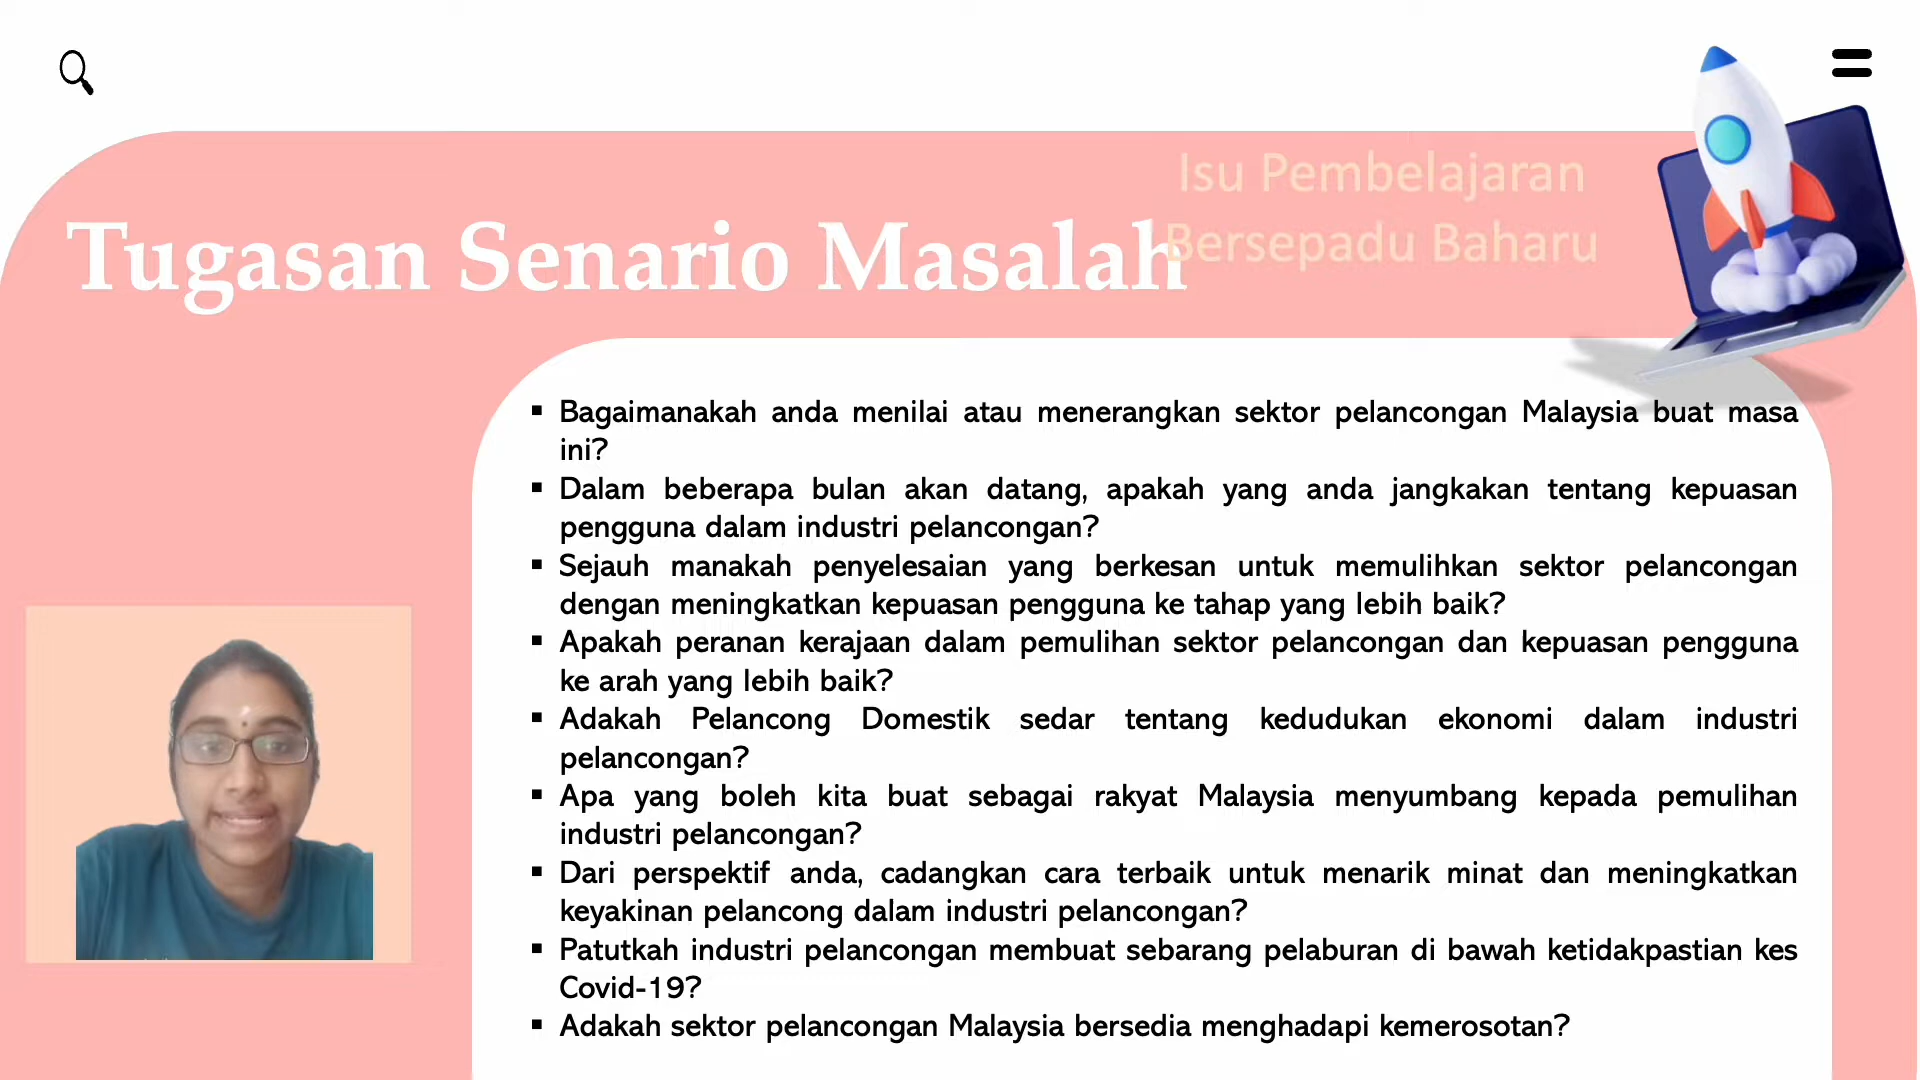 Isu Pembelajaran
Bersepadu Baharu
Tugasan Senario Masalah
▪ Bagaimanakah anda menilai atau menerangkan sektor pelancongan Malaysia buat masa
ini?
▪ Dalam beberapa bulan akan datang, apakah yang anda jangkakan tentang kepuasan
pengguna dalam industri pelancongan?
▪ Sejauh manakah penyelesaian yang berkesan untuk memulihkan sektor pelancongan
dengan meningkatkan kepuasan pengguna ke tahap yang lebih baik?
▪ Apakah peranan kerajaan dalam pemulihan sektor pelancongan dan kepuasan pengguna
ke arah yang lebih baik?
▪ Adakah Pelancong Domestik sedar tentang kedudukan ekonomi dalam industri
pelancongan?
▪ Apa yang boleh kita buat sebagai rakyat Malaysia menyumbang kepada pemulihan
industri pelancongan?
▪ Dari perspektif anda, cadangkan cara terbaik untuk menarik minat dan meningkatkan
keyakinan pelancong dalam industri pelancongan?
▪ Patutkah industri pelancongan membuat sebarang pelaburan di bawah ketidakpastian kes
Covid-19?
▪ Adakah sektor pelancongan Malaysia bersedia menghadapi kemerosotan?